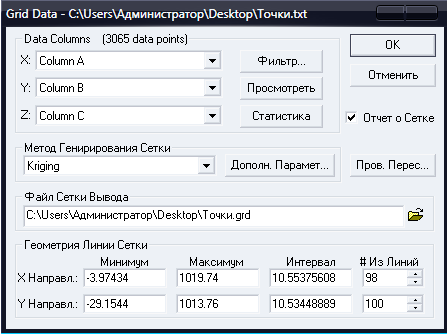 Grid Data - C:\Users\Администратор\Desktop\Точки.txt
Data Columns (3065 data points)
X: Column A
Y: Column B
Z: Column C
Фильтр...
Просмотреть
Статистика
OK
Отменить
Отчет о Сетке
Метод Генирирования Сетки
Kriging
Дополн. Парамет...
Пров. Перес...
Файл Сетки Вывода
C:\Users\Администратор\Desktop\Точки.grd
Геометрия Линии Сетки
Минимум Максимум Интервал # Из Линий
X Направл.: -3.97434 1019.74 10.55375608 98
Y Направл.: -29.1544 1013.76 10.53448889 100